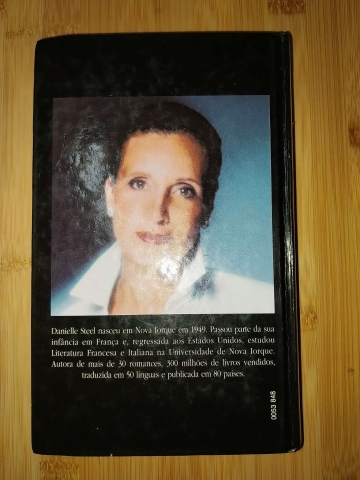 Danielle Steel nasceu em Nova Iorque em 1949. Passou parte da sua
infância em França e, regressada aos Estados Unidos, estudou
Literatura Francesa e Italiana na Universidade de Nova Iorque.
Autora de mais de 30 romances, 300 milhões de livros vendidos,
traduzida em 50 línguas e publicada em 80 países.
0053 848